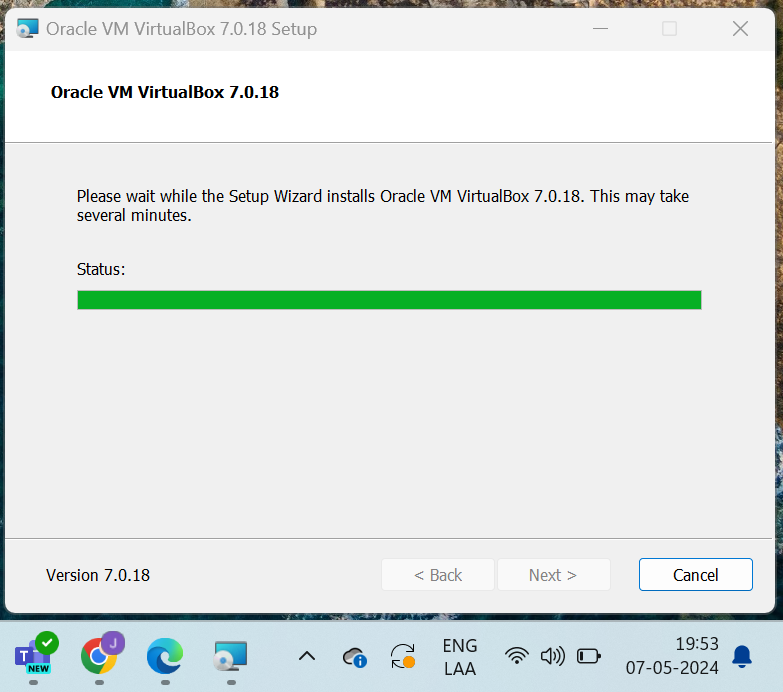 Oracle VM VirtualBox 7.0.18 Setup
Oracle VM VirtualBox 7.0.18
Please wait while the Setup Wizard installs Oracle VM VirtualBox 7.0.18. This may take
several minutes.
Status:
Version 7.0.18
< Back
Next >
Cancel
T
NEW
J
ENG
LAA
19:53
07-05-2024